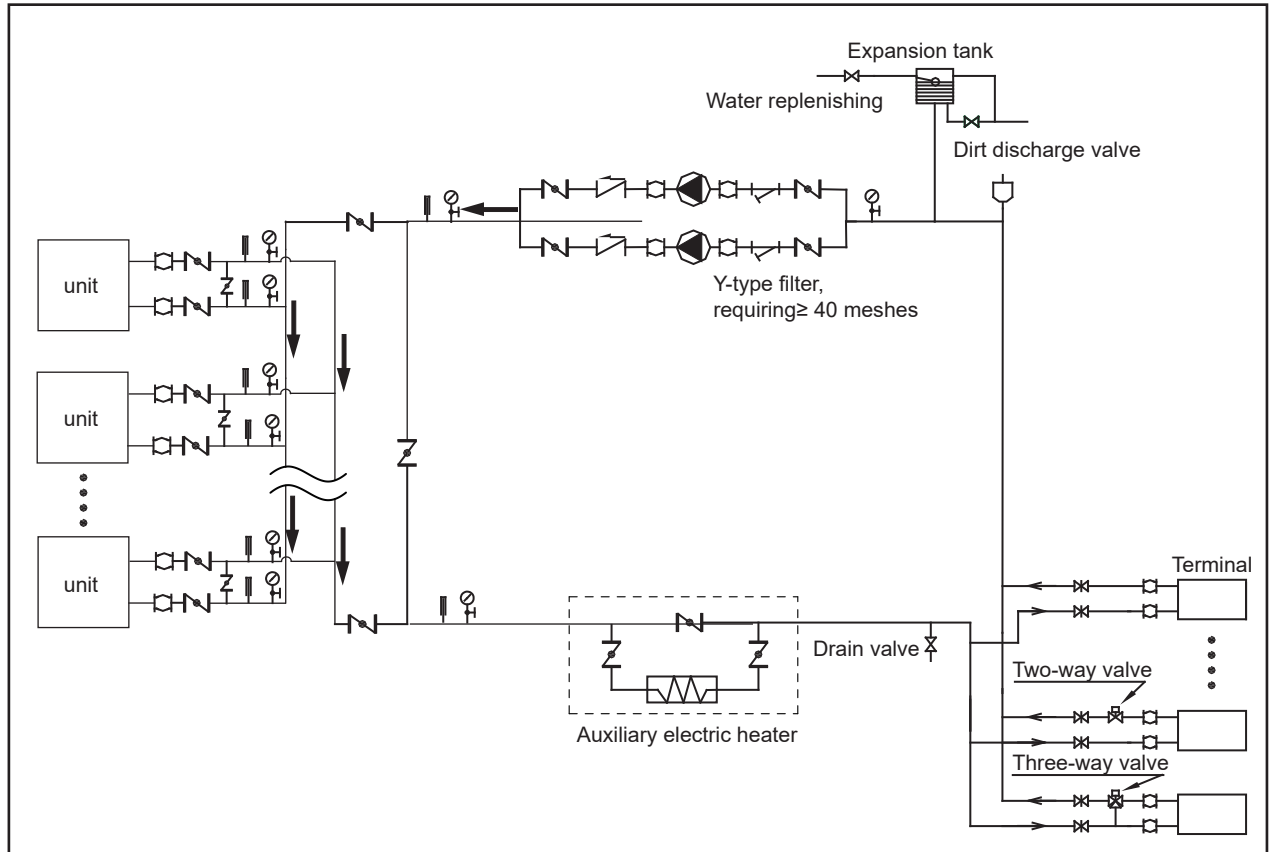 Expansion tank
Water replenishing
Dirt discharge valve
Y-type filter,
requiring≥ 40 meshes
unit
unit
unit
Terminal
Drain valve
Two-way valve
Auxiliary electric heater
Three-way valve